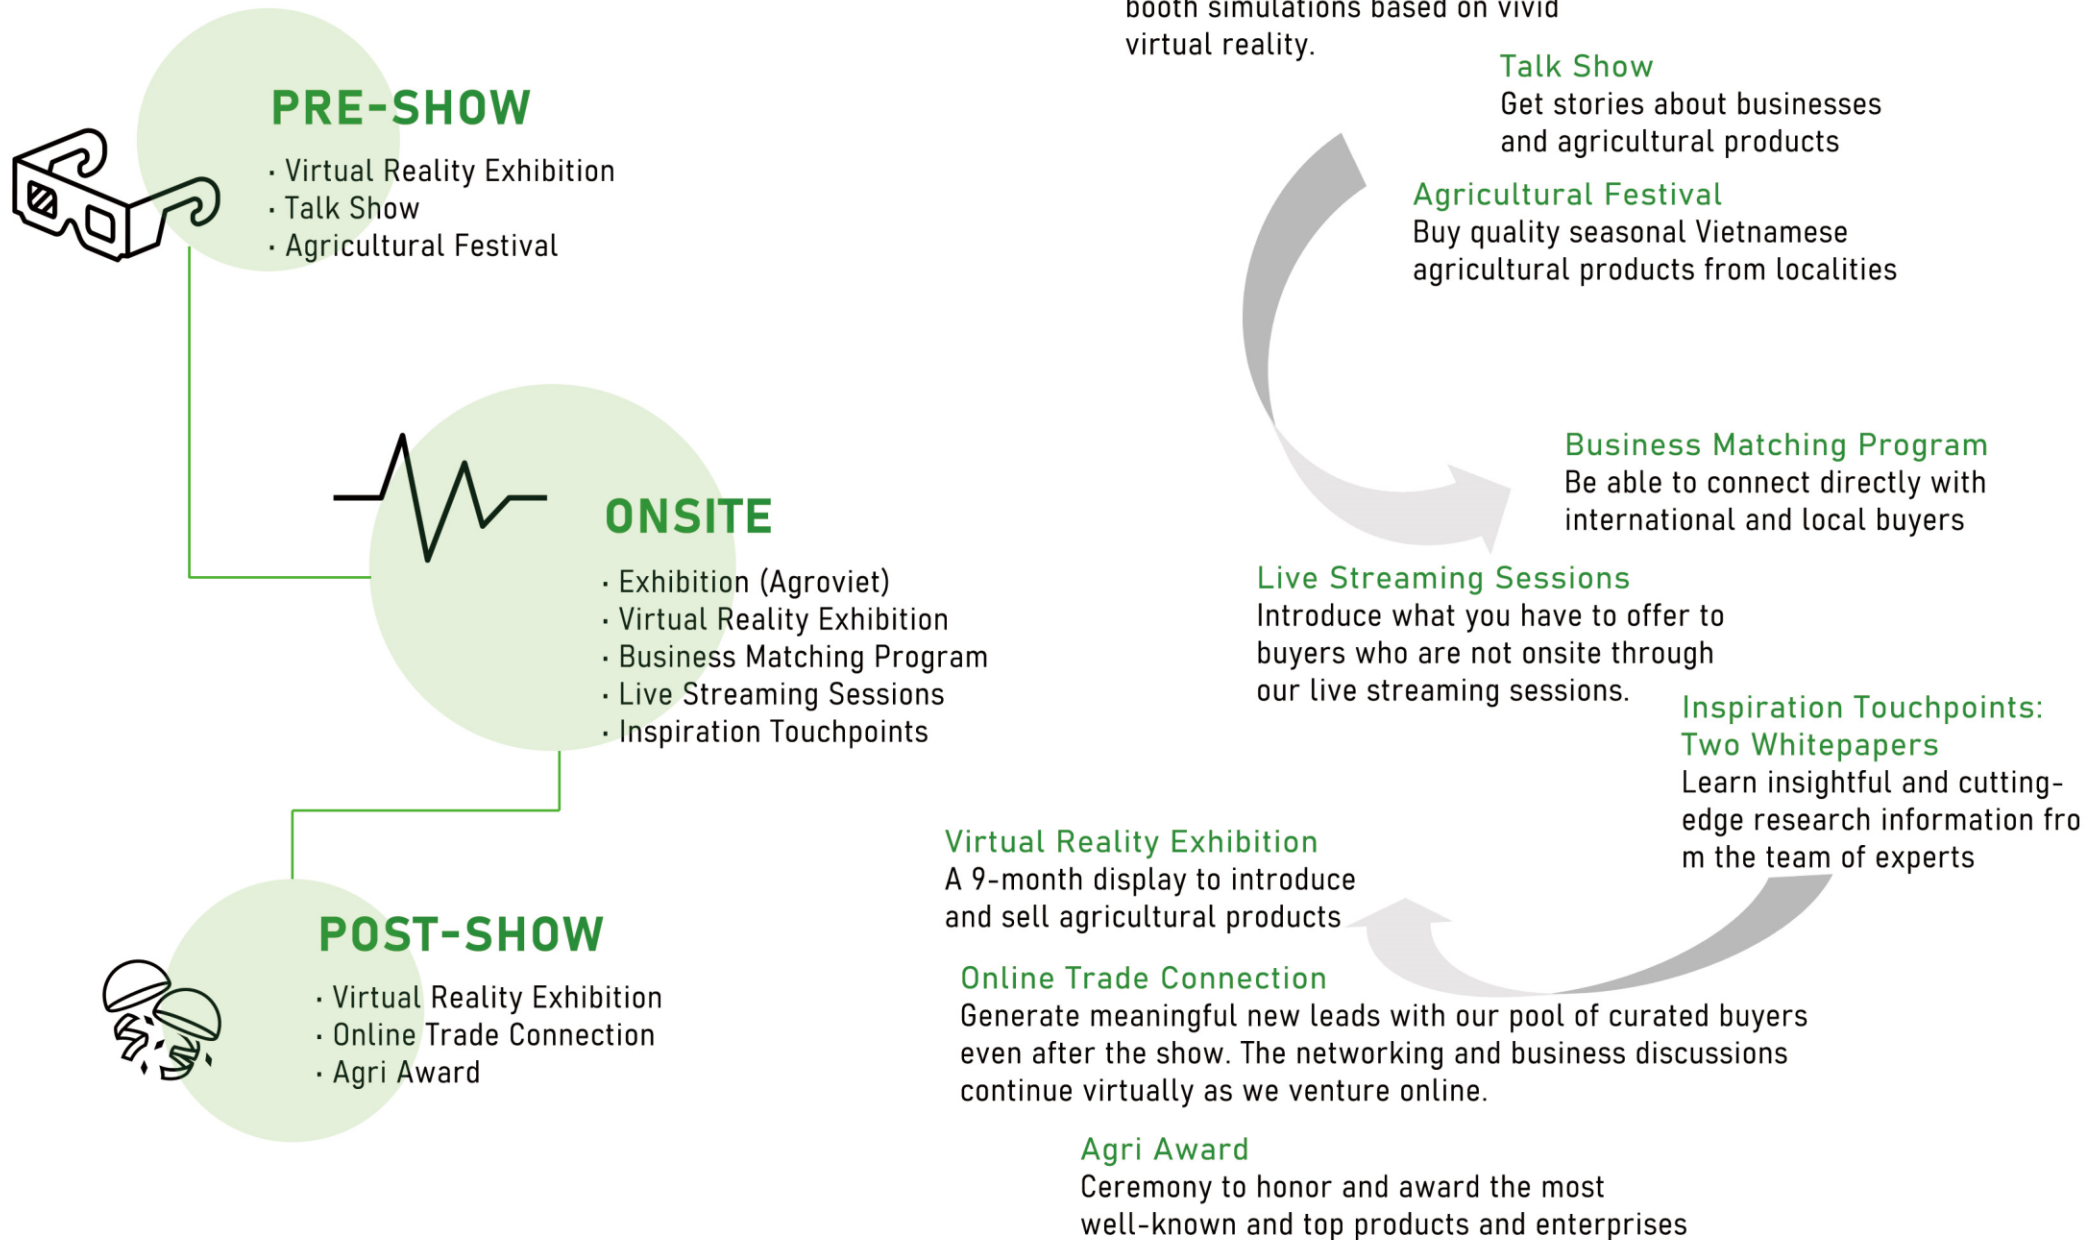 PRE-SHOW
· Virtual Reality Exhibition
· Talk Show
· Agricultural Festival
ONSITE
· Exhibition (Agroviet)
· Virtual Reality Exhibition
· Business Matching Program
· Live Streaming Sessions
· Inspiration Touchpoints
POST-SHOW
· Virtual Reality Exhibition
· Online Trade Connection
· Agri Award
booth simulations based on vivid
virtual reality.
Talk Show
Get stories about businesses
and agricultural products
Agricultural Festival
Buy quality seasonal Vietnamese
agricultural products from localities
Business Matching Program
Be able to connect directly with
international and local buyers
Live Streaming Sessions
Introduce what you have to offer to
buyers who are not onsite through
our live streaming sessions.
Inspiration Touchpoints:
Two Whitepapers
Learn insightful and cutting-
edge research information fro
m the team of experts
Virtual Reality Exhibition
A 9-month display to introduce
and sell agricultural products
Online Trade Connection
Generate meaningful new leads with our pool of curated buyers
even after the show. The networking and business discussions
continue virtually as we venture online.
Agri Award
Ceremony to honor and award the most
well-known and top products and enterprises